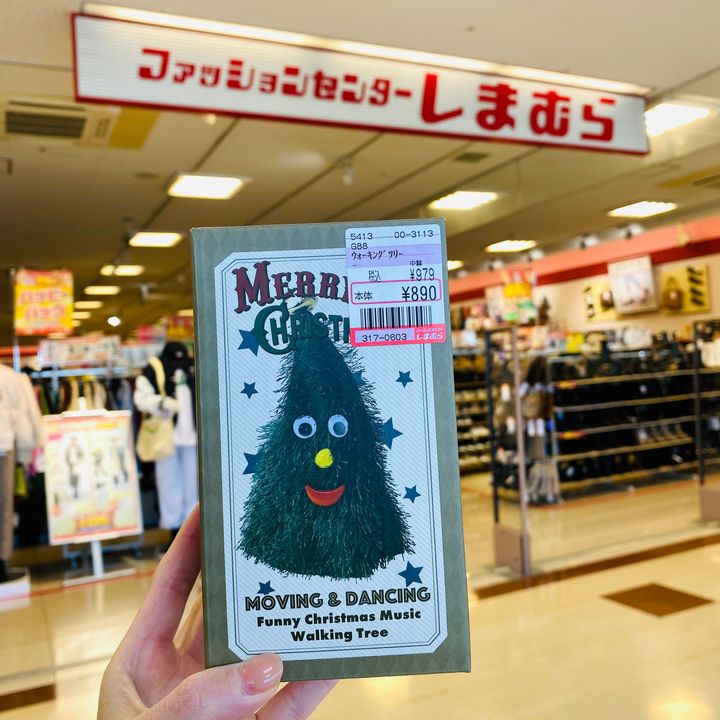 ファッションセンターしまむら
5413 00-3113
G88
ウォーキングツリー
中輸
税込 ¥979
本体 ¥890
317-0603
しまむら
MERRY
CHRIST
MOVING & DANCING
Funny Christmas Music
Walking Tree